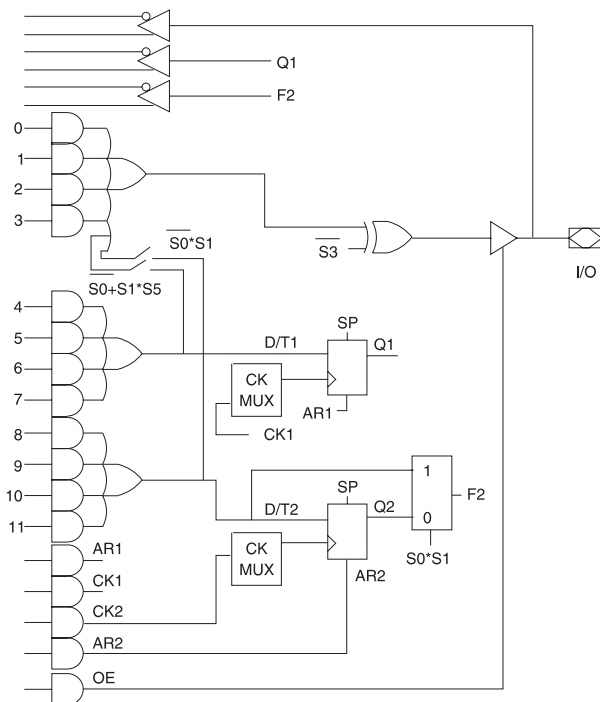 Q1
F2
0
1
2
3
S0*S1
S3
I/O
S0+S1*S5
4
5
6
7
SP
D/T1
Q1
CK
MUX
AR1
CK1
8
9
10
11
SP
1
D/T2
Q2
F2
0
CK
MUX
S0*S1
AR2
AR1
CK1
CK2
AR2
OE